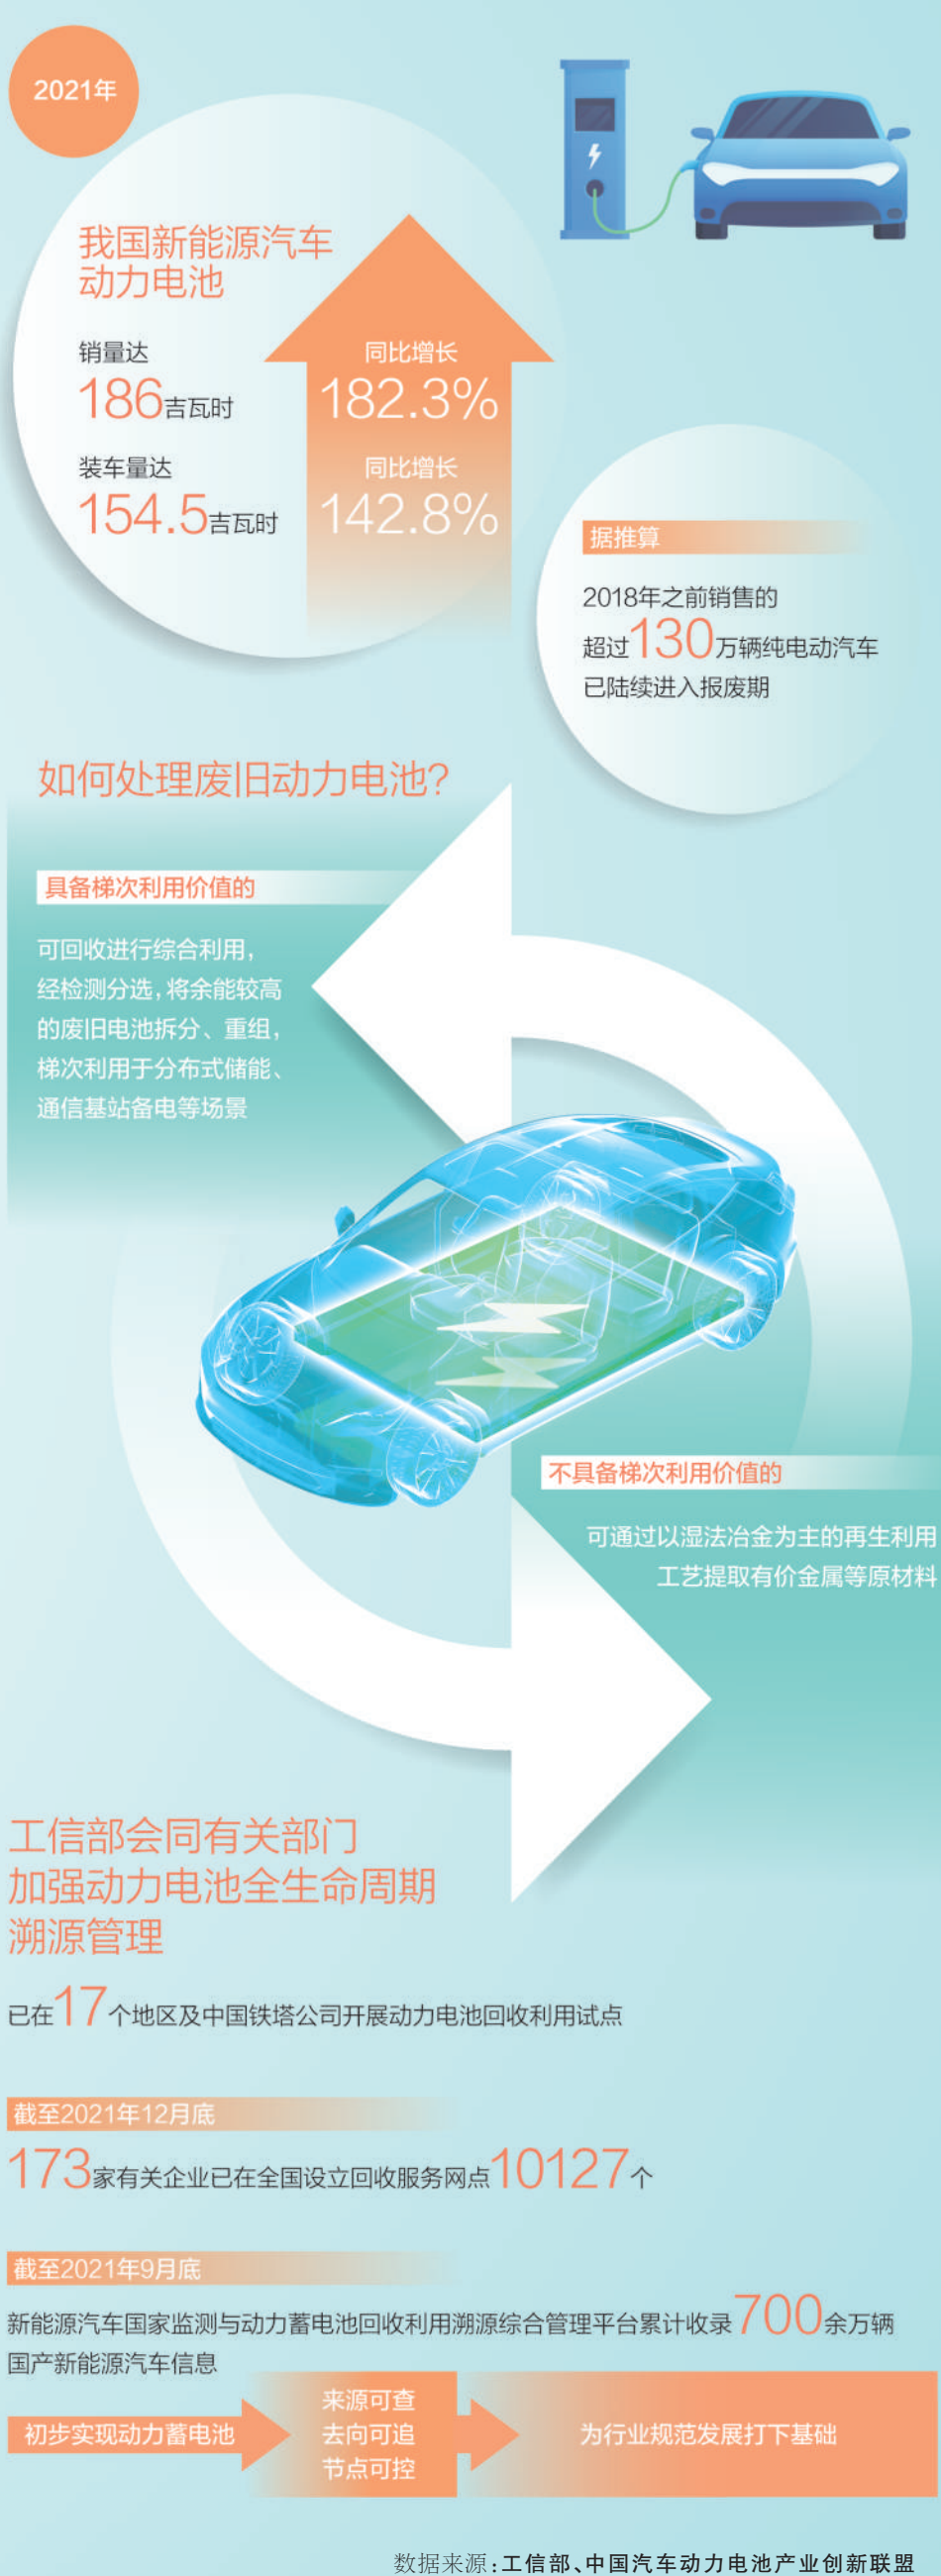 2021年
我国新能源汽车
动力电池
销量达
186吉瓦时
同比增长
182.3%
装车量达
154.5吉瓦时
同比增长
142.8%
据推算
2018年之前销售的
超过130万辆纯电动汽车
已陆续进入报废期
如何处理废旧动力电池?
具备梯次利用价值的
可回收进行综合利用，
经检测分选，将余能较高
的废旧电池拆分、重组，
梯次利用于分布式储能、
通信基站备电等场景
不具备梯次利用价值的
可通过以湿法冶金为主的再生利用
工艺提取有价金属等原材料
工信部会同有关部门
加强动力电池全生命周期
溯源管理
已在17个地区及中国铁塔公司开展动力电池回收利用试点
截至2021年12月底
173家有关企业已在全国设立回收服务网点10127个
截至2021年9月底
新能源汽车国家监测与动力蓄电池回收利用溯源综合管理平台累计收录700余万辆
国产新能源汽车信息
初步实现动力蓄电池
来源可查
去向可追
节点可控
为行业规范发展打下基础
数据来源：工信部、中国汽车动力电池产业创新联盟